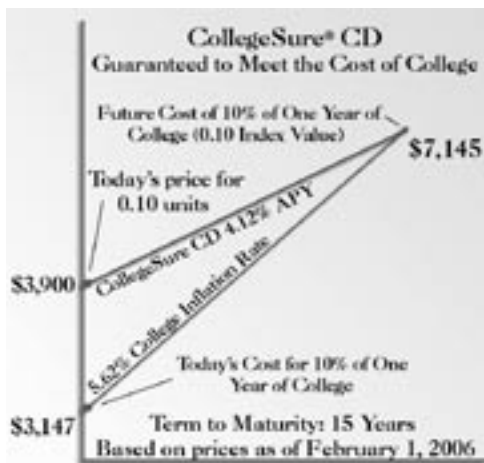 CollegeSure® CD
Guaranteed to Meet the Cost of College
Future Cost of 10% of One Year of
College (0.10 Index Value)
$7,145
Today's price for
0.10 units
CollegeSure CD 4.12% APY
$3,900
5.62% College Inflation Rate
Today's Cost for 10% of One
Year of College
$3,147
Term to Maturity: 15 Years
Based on prices as of February 1, 2006